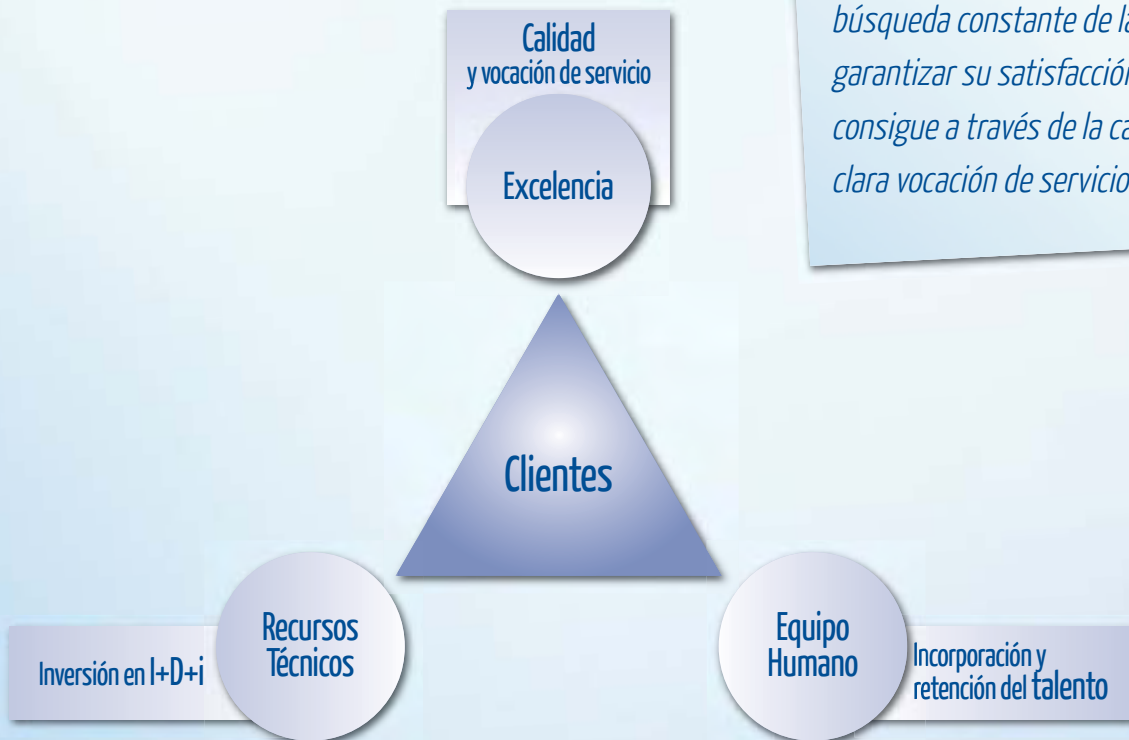 Calidad
y vocación de servicio
Excelencia
búsqueda constante de la
garantizar su satisfacción
consigue a través de la ca
clara vocación de servicio
Clientes
Recursos
Técnicos
Inversión en I+D+i
Equipo
Humano
Incorporación y
retención del talento